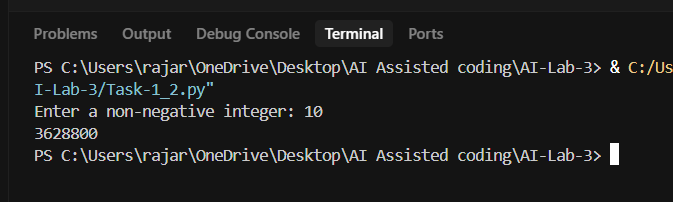 Problems Output Debug Console Terminal Ports
PS C:\Users\rajar\OneDrive\Desktop\AI Assisted coding\AI-Lab-3> & C:/Us
I-Lab-3/Task-1_2.py"
Enter a non-negative integer: 10
3628800
PS C:\Users\rajar\OneDrive\Desktop\AI Assisted coding\AI-Lab-3>